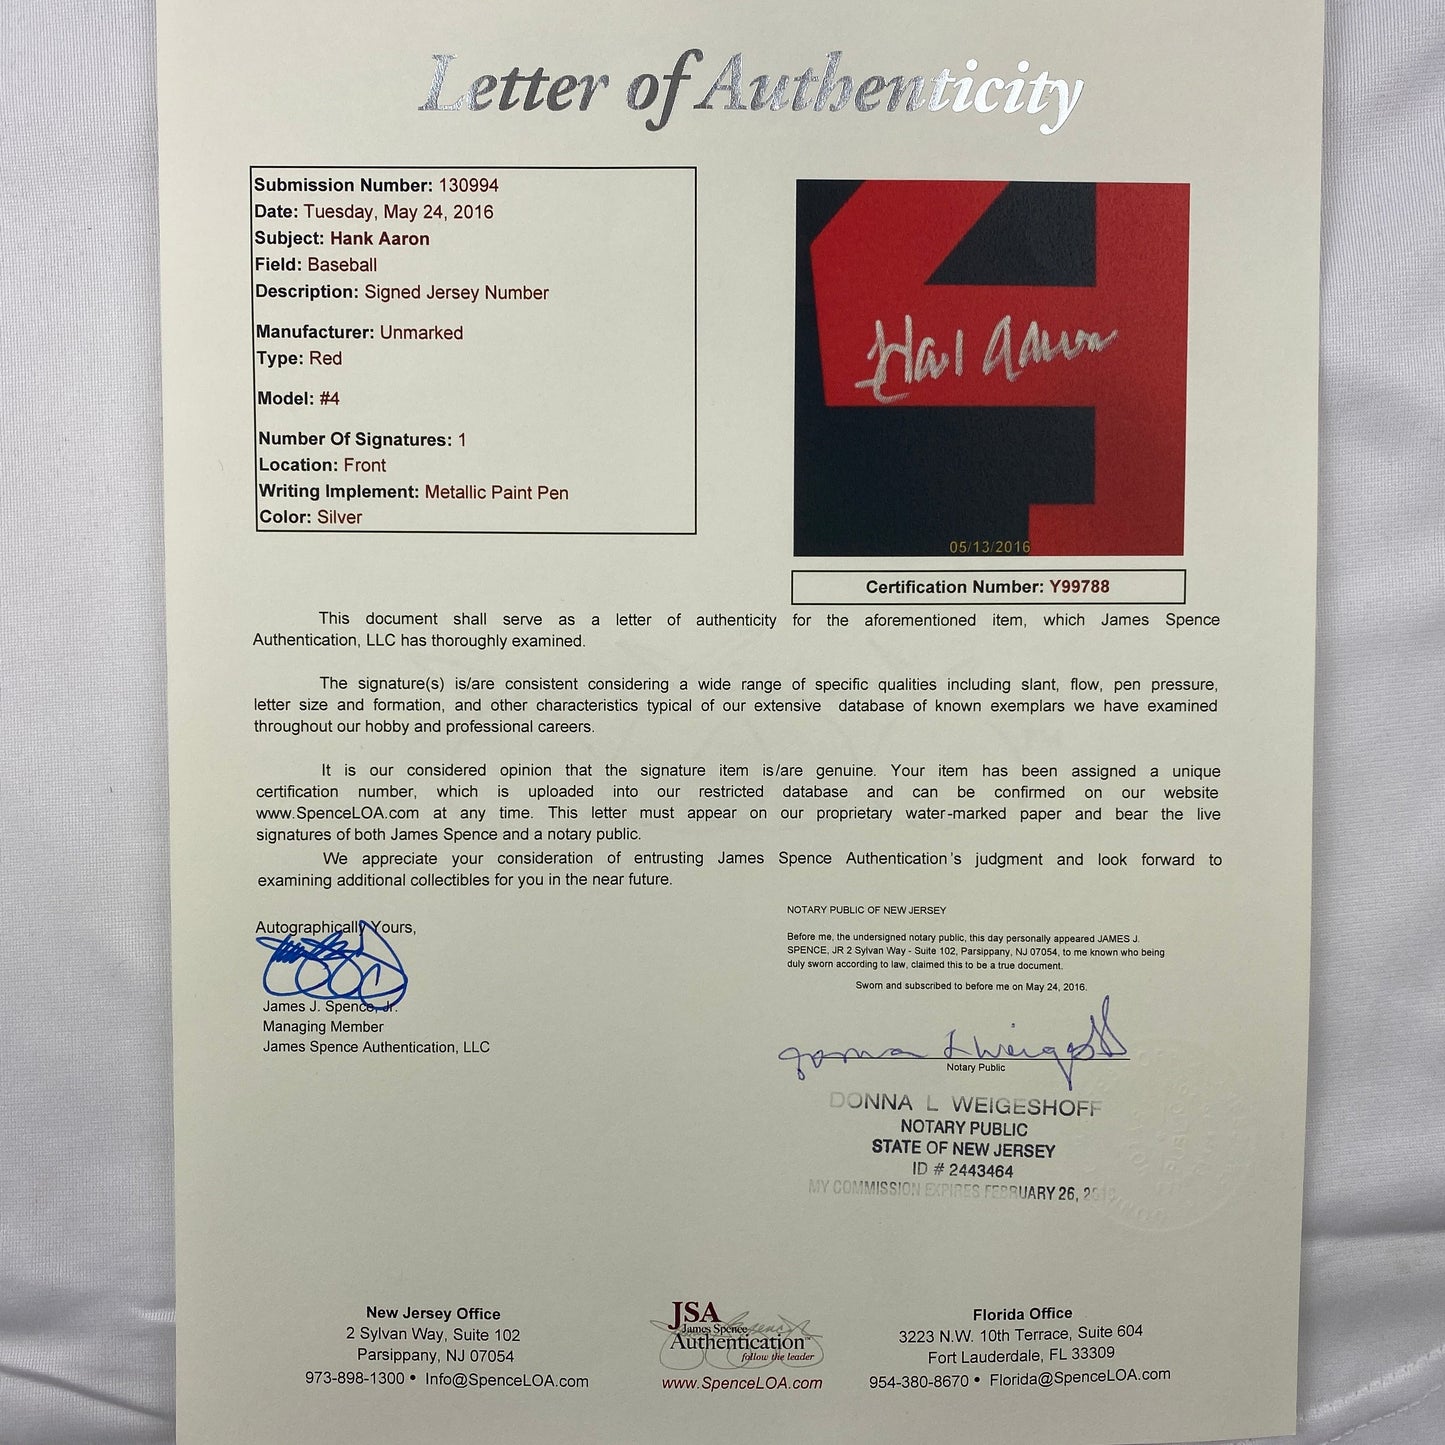 Letter of Authenticity
Submission Number: 130994
Date: Tuesday, May 24, 2016
Subject: Hank Aaron
Field: Baseball
Description: Signed Jersey Number
Manufacturer: Unmarked
Type: Red
Model: #4
Number Of Signatures: 1
Location: Front
Writing Implement: Metallic Paint Pen
Color: Silver
Hank Aaron
05/13/2016
Certification Number: Y99788
This document shall serve as a letter of authenticity for the aforementioned item, which James Spence
Authentication, LLC has thoroughly examined.
The signature(s) is/are consistent considering a wide range of specific qualities including slant, flow, pen pressure,
letter size and formation, and other characteristics typical of our extensive database of known exemplars we have examined
throughout our hobby and professional careers.
It is our considered opinion that the signature item is/are genuine. Your item has been assigned a unique
certification number, which is uploaded into our restricted database and can be confirmed on our website
www.SpenceLOA.com at any time. This letter must appear on our proprietary water-marked paper and bear the live
signatures of both James Spence and a notary public.
We appreciate your consideration of entrusting James Spence Authentication's judgment and look forward to
examining additional collectibles for you in the near future.
Autographically Yours,
James J. Spence, Jr.
Managing Member
James Spence Authentication, LLC
NOTARY PUBLIC OF NEW JERSEY
Before me, the undersigned notary public, this day personally appeared JAMES J.
SPENCE, JR 2 Sylvan Way - Suite 102, Parsippany, NJ 07054, to me known who being
duly sworn according to law, claimed this to be a true document.
Sworn and subscribed to before me on May 24, 2016.
Donna L Weigeshoff
Notary Public
DONNA L WEIGESHOFF
NOTARY PUBLIC
STATE OF NEW JERSEY
ID # 2443464
MY COMMISSION EXPIRES FEBRUARY 26,
New Jersey Office
2 Sylvan Way, Suite 102
Parsippany, NJ 07054
973-898-1300 • Info@SpenceLOA.com
JSA
James Spence
Authentication™
follow the leader
www.SpenceLOA.com
Florida Office
3223 N.W. 10th Terrace, Suite 604
Fort Lauderdale, FL 33309
954-380-8670 • Florida@SpenceLOA.com